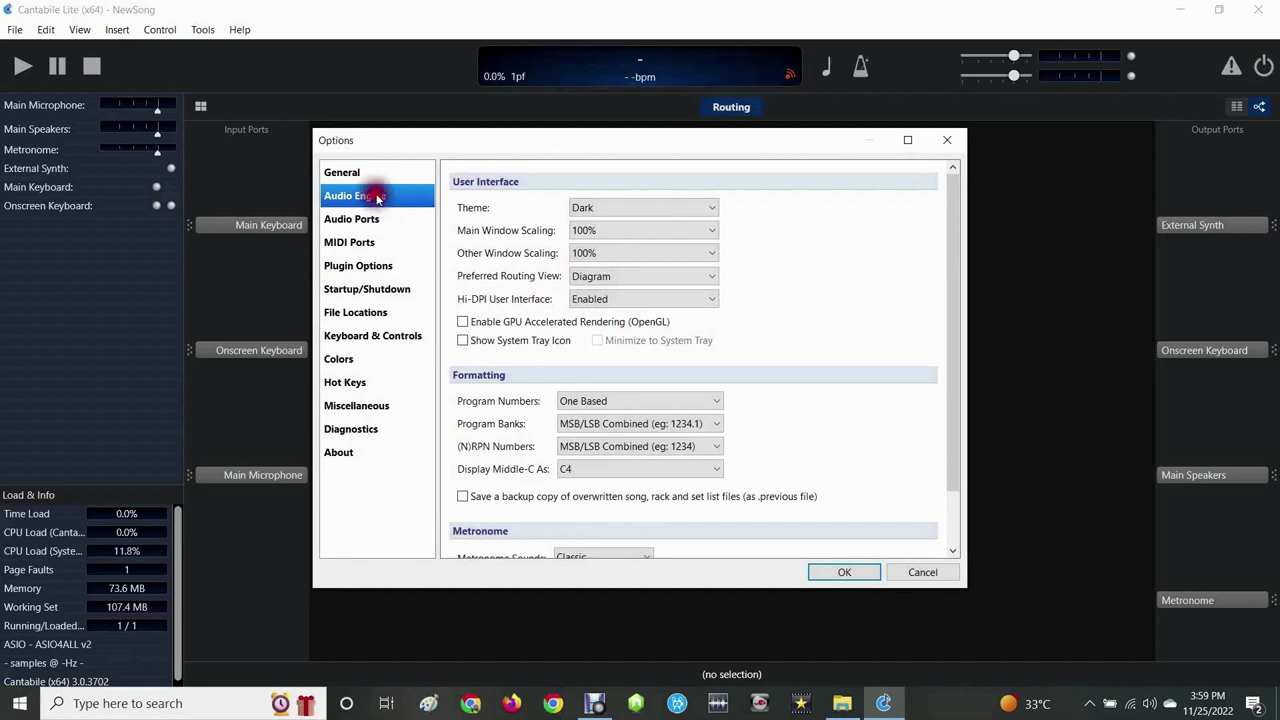 Cantabile Lite (x64) - NewSong
File Edit View Insert Control Tools Help
-
0.0% 1pf - -bpm
Main Microphone:
Main Speakers:
Metronome:
External Synth:
Main Keyboard:
Onscreen Keyboard:
Routing
Input Ports
Output Ports
Main Keyboard
Onscreen Keyboard
Main Microphone
External Synth
Onscreen Keyboard
Main Speakers
Metronome
Options
General
Audio Engine
Audio Ports
MIDI Ports
Plugin Options
Startup/Shutdown
File Locations
Keyboard & Controls
Colors
Hot Keys
Miscellaneous
Diagnostics
About
User Interface
Theme: Dark
Main Window Scaling: 100%
Other Window Scaling: 100%
Preferred Routing View: Diagram
Hi-DPI User Interface: Enabled
Enable GPU Accelerated Rendering (OpenGL)
Show System Tray Icon Minimize to System Tray
Formatting
Program Numbers: One Based
Program Banks: MSB/LSB Combined (eg: 1234.1)
(N)RPN Numbers: MSB/LSB Combined (eg: 1234)
Display Middle-C As: C4
Save a backup copy of overwritten song, rack and set list files (as .previous file)
Metronome
Metronome Sounds: Classic
OK Cancel
Load & Info
Time Load 0.0%
CPU Load (Canta... 0.0%
CPU Load (Syste... 11.8%
Page Faults 1
Memory 73.6 MB
Working Set 107.4 MB
Running/Loaded... 1 / 1
ASIO - ASIO4ALL v2
- samples @ -Hz -
Cantabile (x64) 3.0.3702
(no selection)
Type here to search
33°C
3:59 PM
11/25/2022
2